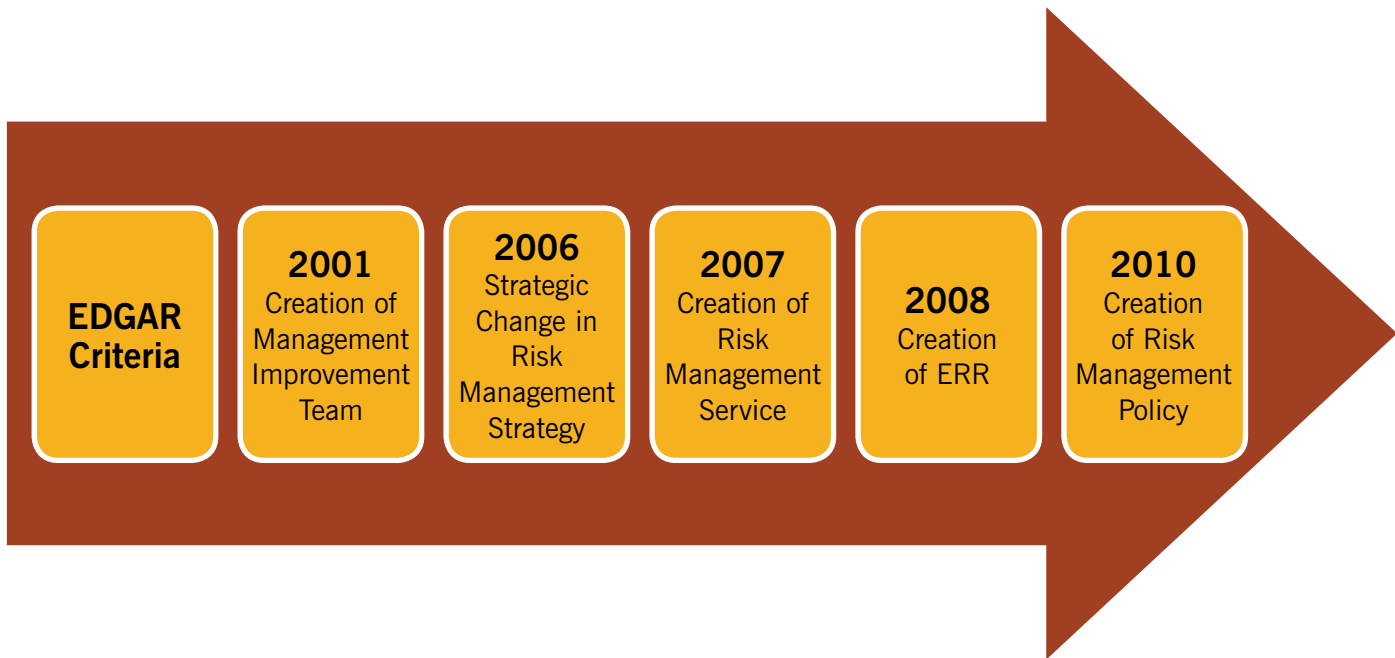 EDGAR
Criteria
2001
Creation of
Management
Improvement
Team
2006
Strategic
Change in
Risk
Management
Strategy
2007
Creation of
Risk
Management
Service
2008
Creation
of ERR
2010
Creation
of Risk
Management
Policy